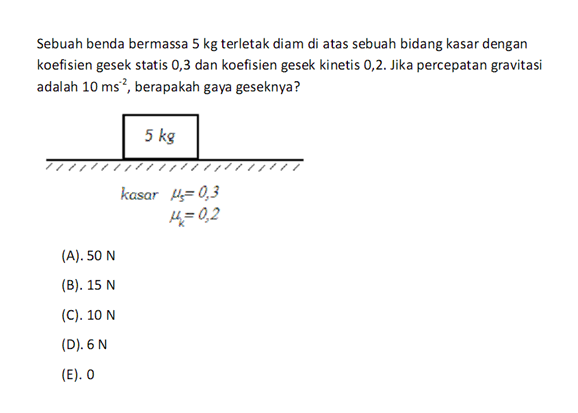 Sebuah benda bermassa 5 kg terletak diam di atas sebuah bidang kasar dengan
koefisien gesek statis 0,3 dan koefisien gesek kinetis 0,2. Jika percepatan gravitasi
adalah 10 ms⁻², berapakah gaya geseknya?
5 kg
kasar μs= 0,3
μk= 0,2
(A). 50 N
(B). 15 N
(C). 10 N
(D). 6 N
(E). 0